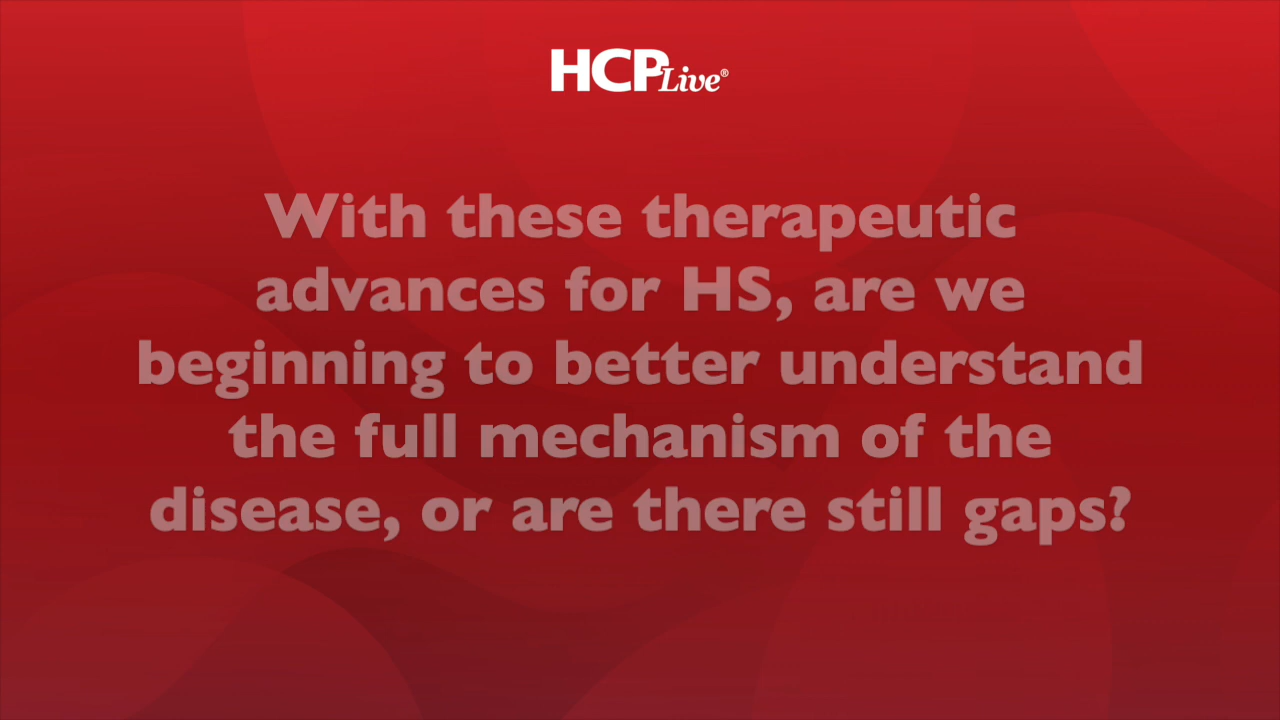 HCPLive®
With these therapeutic
advances for HS, are we
beginning to better understand
the full mechanism of the
disease, or are there still gaps?